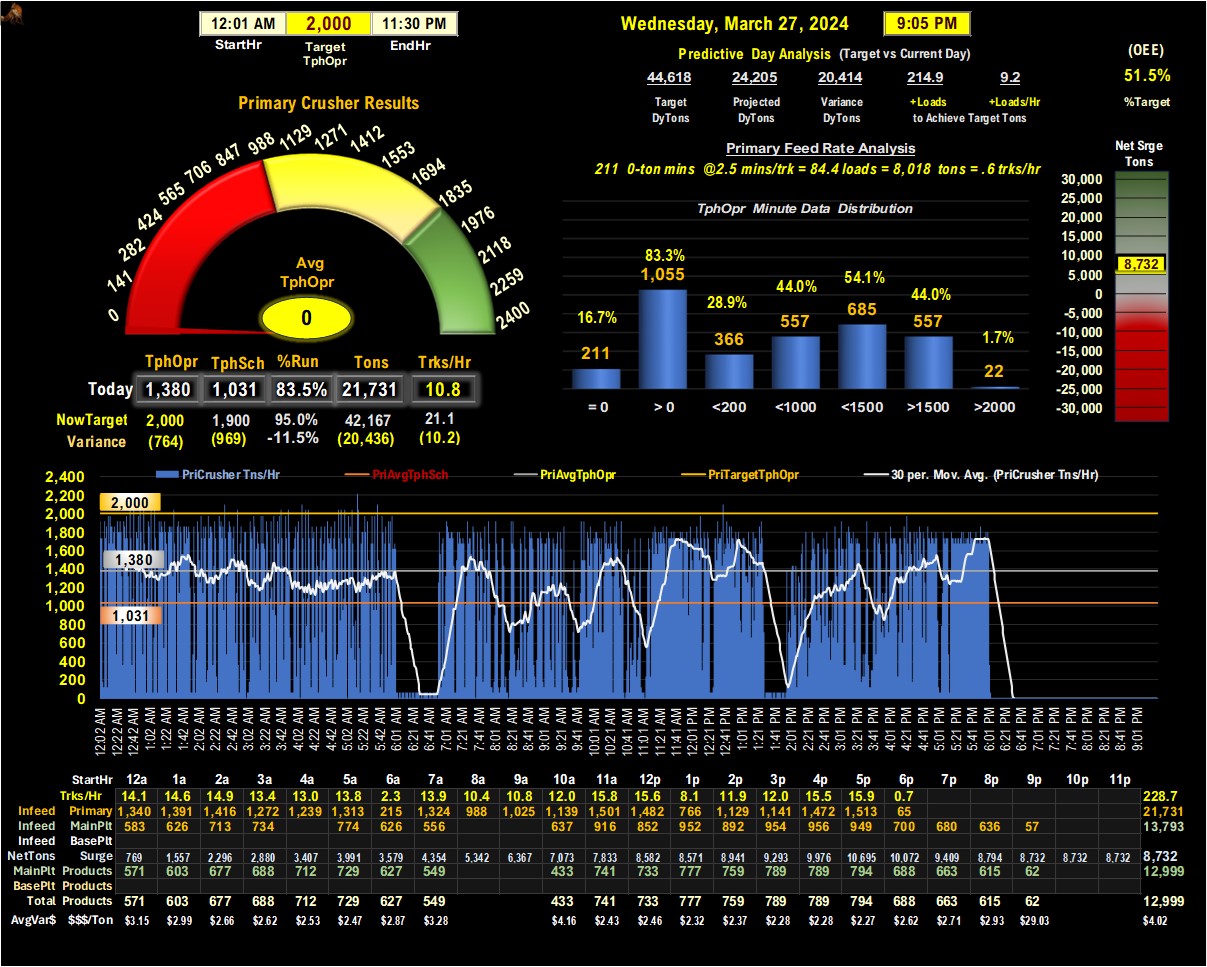 12:01 AM 2,000 11:30 PM
StartHr Target TphOpr EndHr
Wednesday, March 27, 2024 9:05 PM
Predictive Day Analysis (Target vs Current Day)
44,618 24,205 20,414 214.9 9.2
Target Projected Variance +Loads +Loads/Hr
DyTons DyTons DyTons to Achieve Target Tons
(OEE)
51.5%
%Target
Primary Crusher Results
0 141 282 424 565 706 847 988 1129 1271 1412 1553 1694 1835 1976 2118 2259 2400
Avg
TphOpr
0
TphOpr TphSch %Run Tons Trks/Hr
Today 1,380 1,031 83.5% 21,731 10.8
NowTarget 2,000 1,900 95.0% 42,167 21.1
Variance (764) (969) -11.5% (20,436) (10.2)
Primary Feed Rate Analysis
211 0-ton mins @2.5 mins/trk = 84.4 loads = 8,018 tons = .6 trks/hr
TphOpr Minute Data Distribution
16.7% 83.3% 28.9% 44.0% 54.1% 44.0% 1.7%
211 1,055 366 557 685 557 22
= 0 > 0 <200 <1000 <1500 >1500 >2000
Net Srge
Tons
30,000
25,000
20,000
15,000
10,000
8,732
5,000
0
-5,000
-10,000
-15,000
-20,000
-25,000
-30,000
PriCrusher Tns/Hr PriAvgTphSch PriAvgTphOpr PriTargetTphOpr 30 per. Mov. Avg. (PriCrusher Tns/Hr)
2,400
2,200
2,000
1,800
1,600
1,400
1,200
1,000
800
600
400
200
0
2,000
1,380
1,031
12:02 AM 12:22 AM 12:42 AM 1:02 AM 1:22 AM 1:42 AM 2:02 AM 2:22 AM 2:42 AM 3:02 AM 3:22 AM 3:42 AM 4:02 AM 4:22 AM 4:42 AM 5:02 AM 5:22 AM 5:42 AM 6:01 AM 6:21 AM 6:41 AM 7:01 AM 7:21 AM 7:41 AM 8:01 AM 8:21 AM 8:41 AM 9:01 AM 9:21 AM 9:41 AM 10:01 AM 10:21 AM 10:41 AM 11:01 AM 11:21 AM 11:41 AM 12:01 PM 12:21 PM 12:41 PM 1:01 PM 1:21 PM 1:41 PM 2:01 PM 2:21 PM 2:41 PM 3:01 PM 3:21 PM 3:41 PM 4:01 PM 4:21 PM 4:41 PM 5:01 PM 5:21 PM 5:41 PM 6:01 PM 6:21 PM 6:41 PM 7:01 PM 7:21 PM 7:41 PM 8:01 PM 8:21 PM 8:41 PM 9:01 PM
StartHr 12a 1a 2a 3a 4a 5a 6a 7a 8a 9a 10a 11a 12p 1p 2p 3p 4p 5p 6p 7p 8p 9p 10p 11p
Trks/Hr 14.1 14.6 14.9 13.4 13.0 13.8 2.3 13.9 10.4 10.8 12.0 15.8 15.6 8.1 11.9 12.0 15.5 15.9 0.7 228.7
Infeed Primary 1,340 1,391 1,416 1,272 1,239 1,313 215 1,324 988 1,025 1,139 1,501 1,482 766 1,129 1,141 1,472 1,513 65 21,731
Infeed MainPlt 583 626 713 734 774 626 556 637 916 852 952 892 954 956 949 700 680 636 57 13,793
Infeed BasePlt
NetTons Surge 769 1,557 2,296 2,880 3,407 3,991 3,579 4,354 5,342 6,367 7,073 7,833 8,582 8,571 8,941 9,293 9,976 10,695 10,072 9,409 8,794 8,732 8,732 8,732 8,732
MainPlt Products 571 603 677 688 712 729 627 549 433 741 733 777 759 789 789 794 688 663 615 62 12,999
BasePlt Products
Total Products 571 603 677 688 712 729 627 549 433 741 733 777 759 789 789 794 688 663 615 62 12,999
AvgVar$ $$$/Ton $3.15 $2.99 $2.66 $2.62 $2.53 $2.47 $2.87 $3.28 $4.16 $2.43 $2.46 $2.32 $2.37 $2.28 $2.28 $2.27 $2.62 $2.71 $2.93 $29.03 $4.02